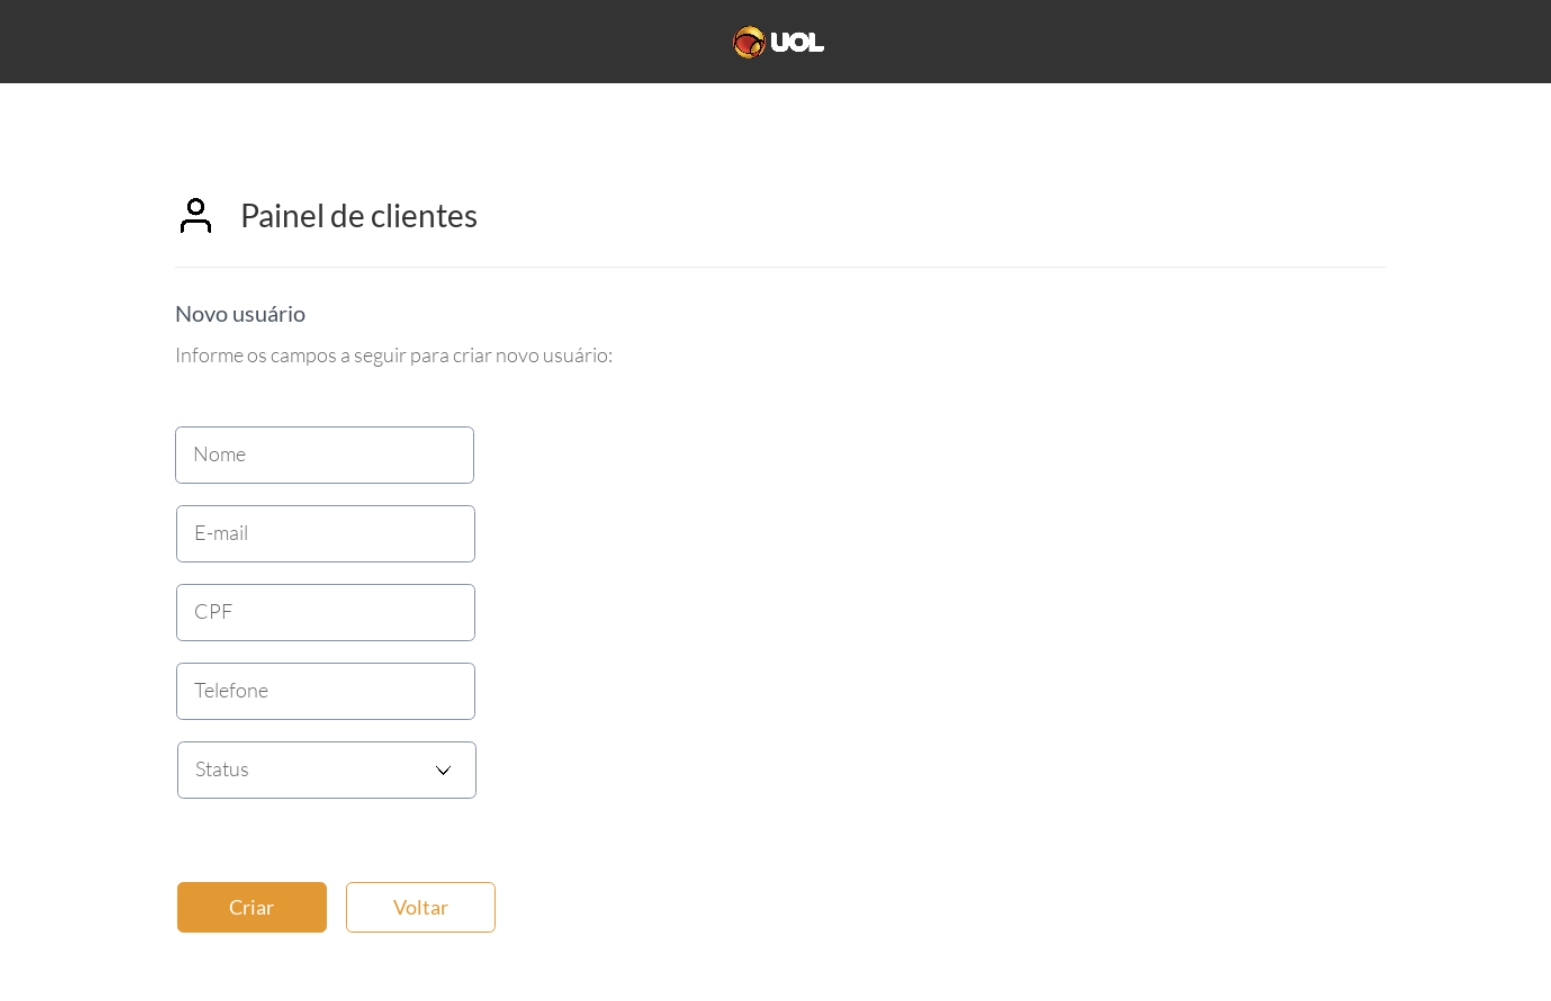 UOL
Painel de clientes
Novo usuário
Informe os campos a seguir para criar novo usuário:
Nome
E-mail
CPF
Telefone
Status
Criar
Voltar